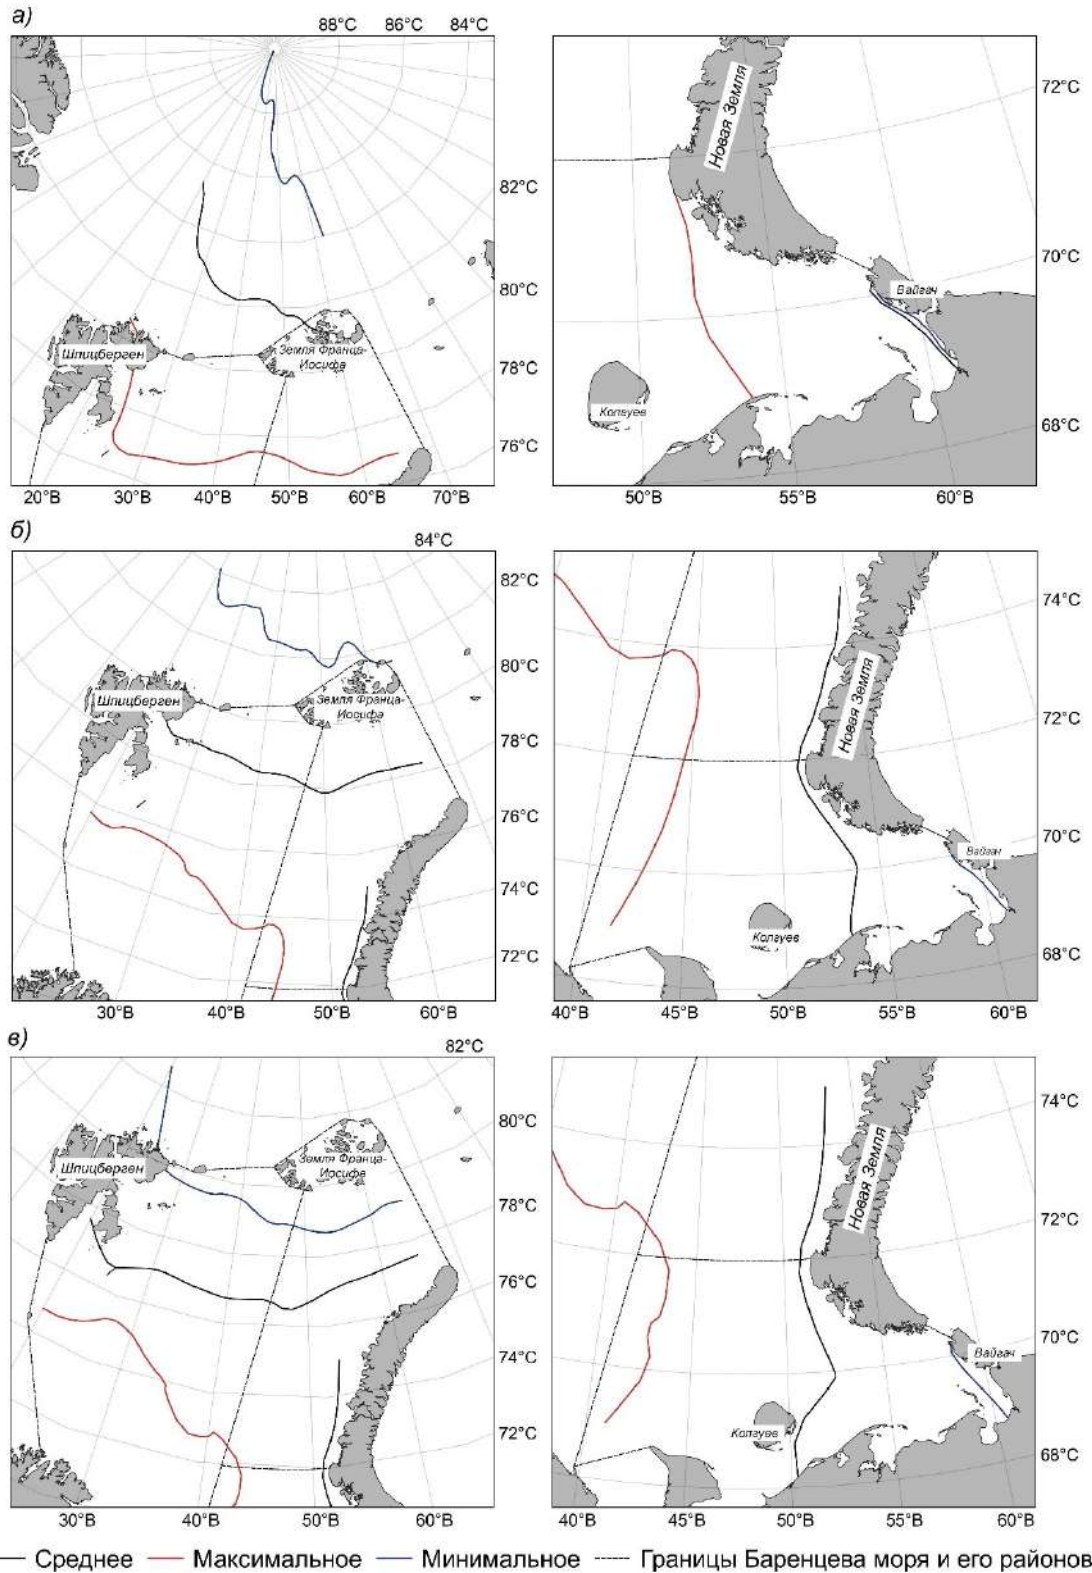 а)
88°С 86°С 84°С
Новая Земля
72°С
82°С
80°С
70°С
Вайгач
Шпицберген
Земля Франца-
Иосифа
78°С
Колгуев
68°С
76°С
20°В 30°В 40°В 50°В 60°В 70°В
50°В 55°В 60°В
б)
84°С
82°С
74°С
80°С
Шпицберген
Земля Франца-
Иосифа
Новая Земля
72°С
78°С
76°С
70°С
Вайгач
74°С
Колгуев
68°С
72°С
30°В 40°В 50°В 60°В
40°В 45°В 50°В 55°В 60°В
в)
82°С
74°С
80°С
Шпицберген
Земля Франца-
Иосифа
Новая Земля
78°С
72°С
76°С
70°С
Вайгач
74°С
Колгуев
72°С
68°С
30°В 40°В 50°В 60°В
40°В 45°В 50°В 55°В 60°В
Среднее Максимальное Минимальное Границы Баренцева моря и его районов